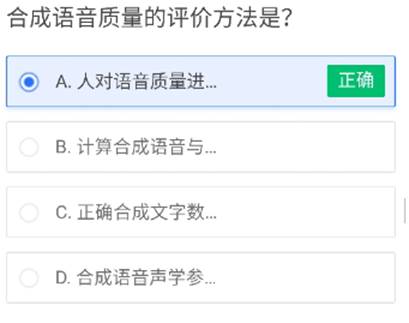 合成语音质量的评价方法是?
A. 人对语音质量进... 正确
B. 计算合成语音与...
C. 正确合成文字数...
D. 合成语音声学参...